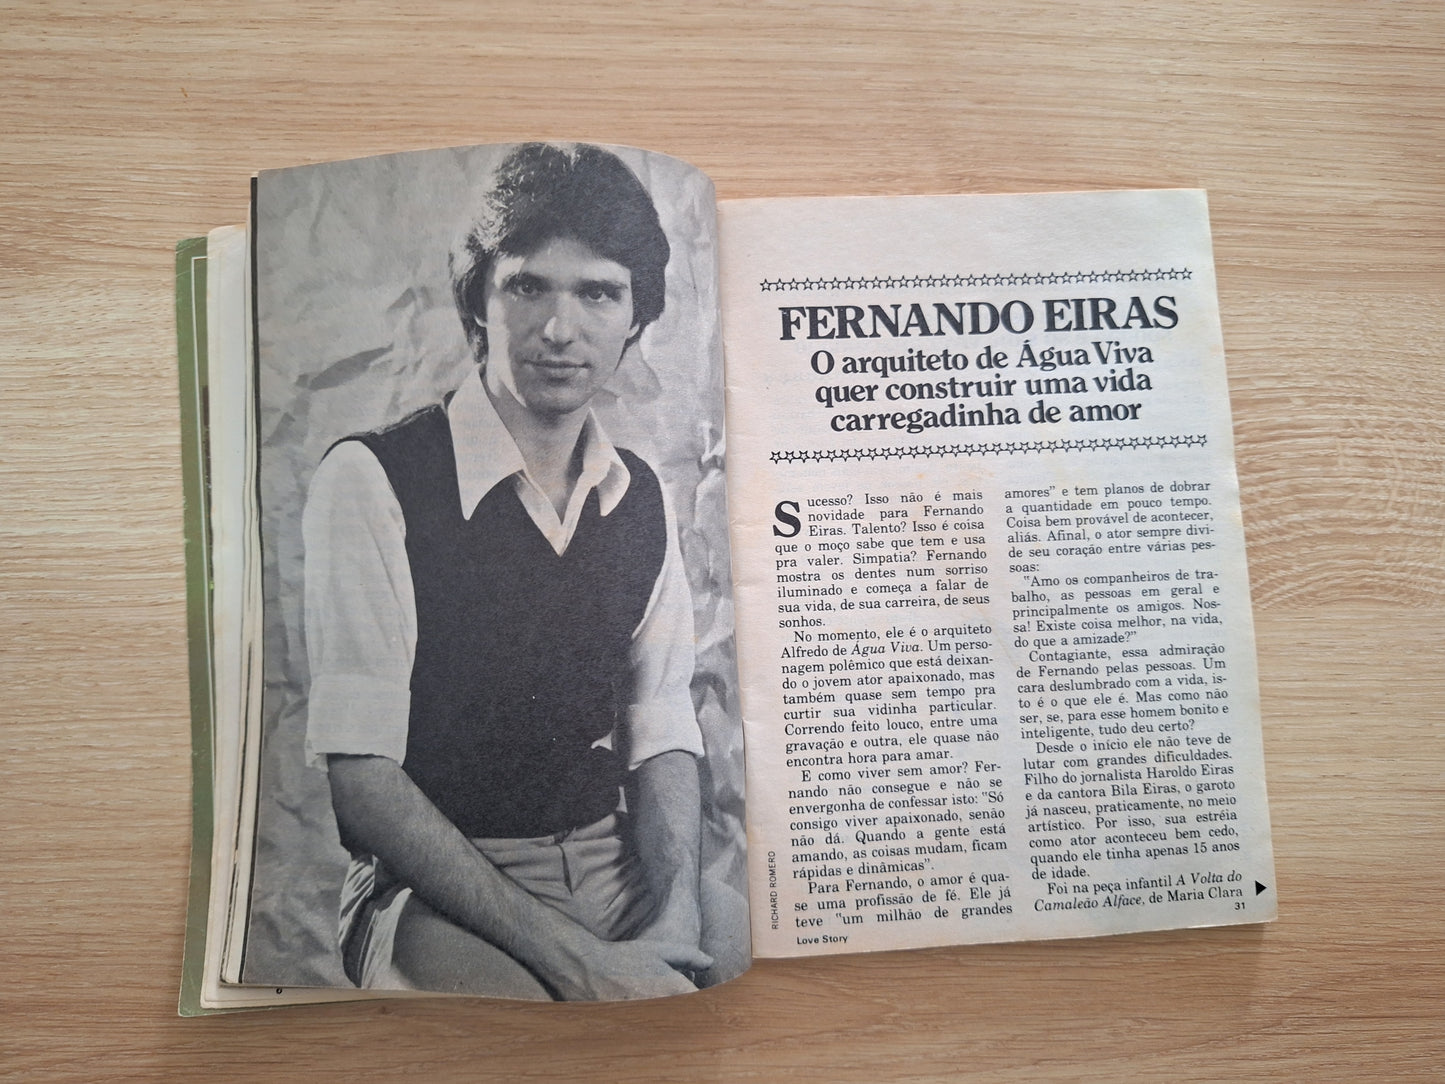 FERNANDO EIRAS
O arquiteto de Água Viva
quer construir uma vida
carregadinha de amor
Sucesso? Isso não é mais
novidade para Fernando
Eiras. Talento? Isso é coisa
que o moço sabe que tem e usa
pra valer. Simpatia? Fernando
mostra os dentes num sorriso
iluminado e começa a falar de
sua vida, de sua carreira, de seus
sonhos.
No momento, ele é o arquiteto
Alfredo de Água Viva. Um perso-
nagem polêmico que está deixan-
do o jovem ator apaixonado, mas
também quase sem tempo pra
curtir sua vidinha particular.
Correndo feito louco, entre uma
gravação e outra, ele quase não
encontra hora para amar.
E como viver sem amor? Fer-
nando não consegue e não se
envergonha de confessar isto: "Só
consigo viver apaixonado, senão
não dá. Quando a gente está
amando, as coisas mudam, ficam
rápidas e dinâmicas".
Para Fernando, o amor é qua-
se uma profissão de fé. Ele já
teve "um milhão de grandes
amores" e tem planos de dobrar
a quantidade em pouco tempo.
Coisa bem provável de acontecer,
aliás. Afinal, o ator sempre divi-
de seu coração entre várias pes-
soas:
"Amo os companheiros de tra-
balho, as pessoas em geral e
principalmente os amigos. Nos-
sa! Existe coisa melhor, na vida,
do que a amizade?"
Contagiante, essa admiração
de Fernando pelas pessoas. Um
cara deslumbrado com a vida, is-
to é o que ele é. Mas como não
ser, se, para esse homem bonito e
inteligente, tudo deu certo?
Desde o início ele não teve de
lutar com grandes dificuldades.
Filho do jornalista Haroldo Eiras
e da cantora Bila Eiras, o garoto
já nasceu, praticamente, no meio
artístico. Por isso, sua estréia
como ator aconteceu bem cedo,
quando ele tinha apenas 15 anos
de idade.
Foi na peça infantil A Volta do
Camaleão Alface, de Maria Clara
RICHARD ROMERO
Love Story
31